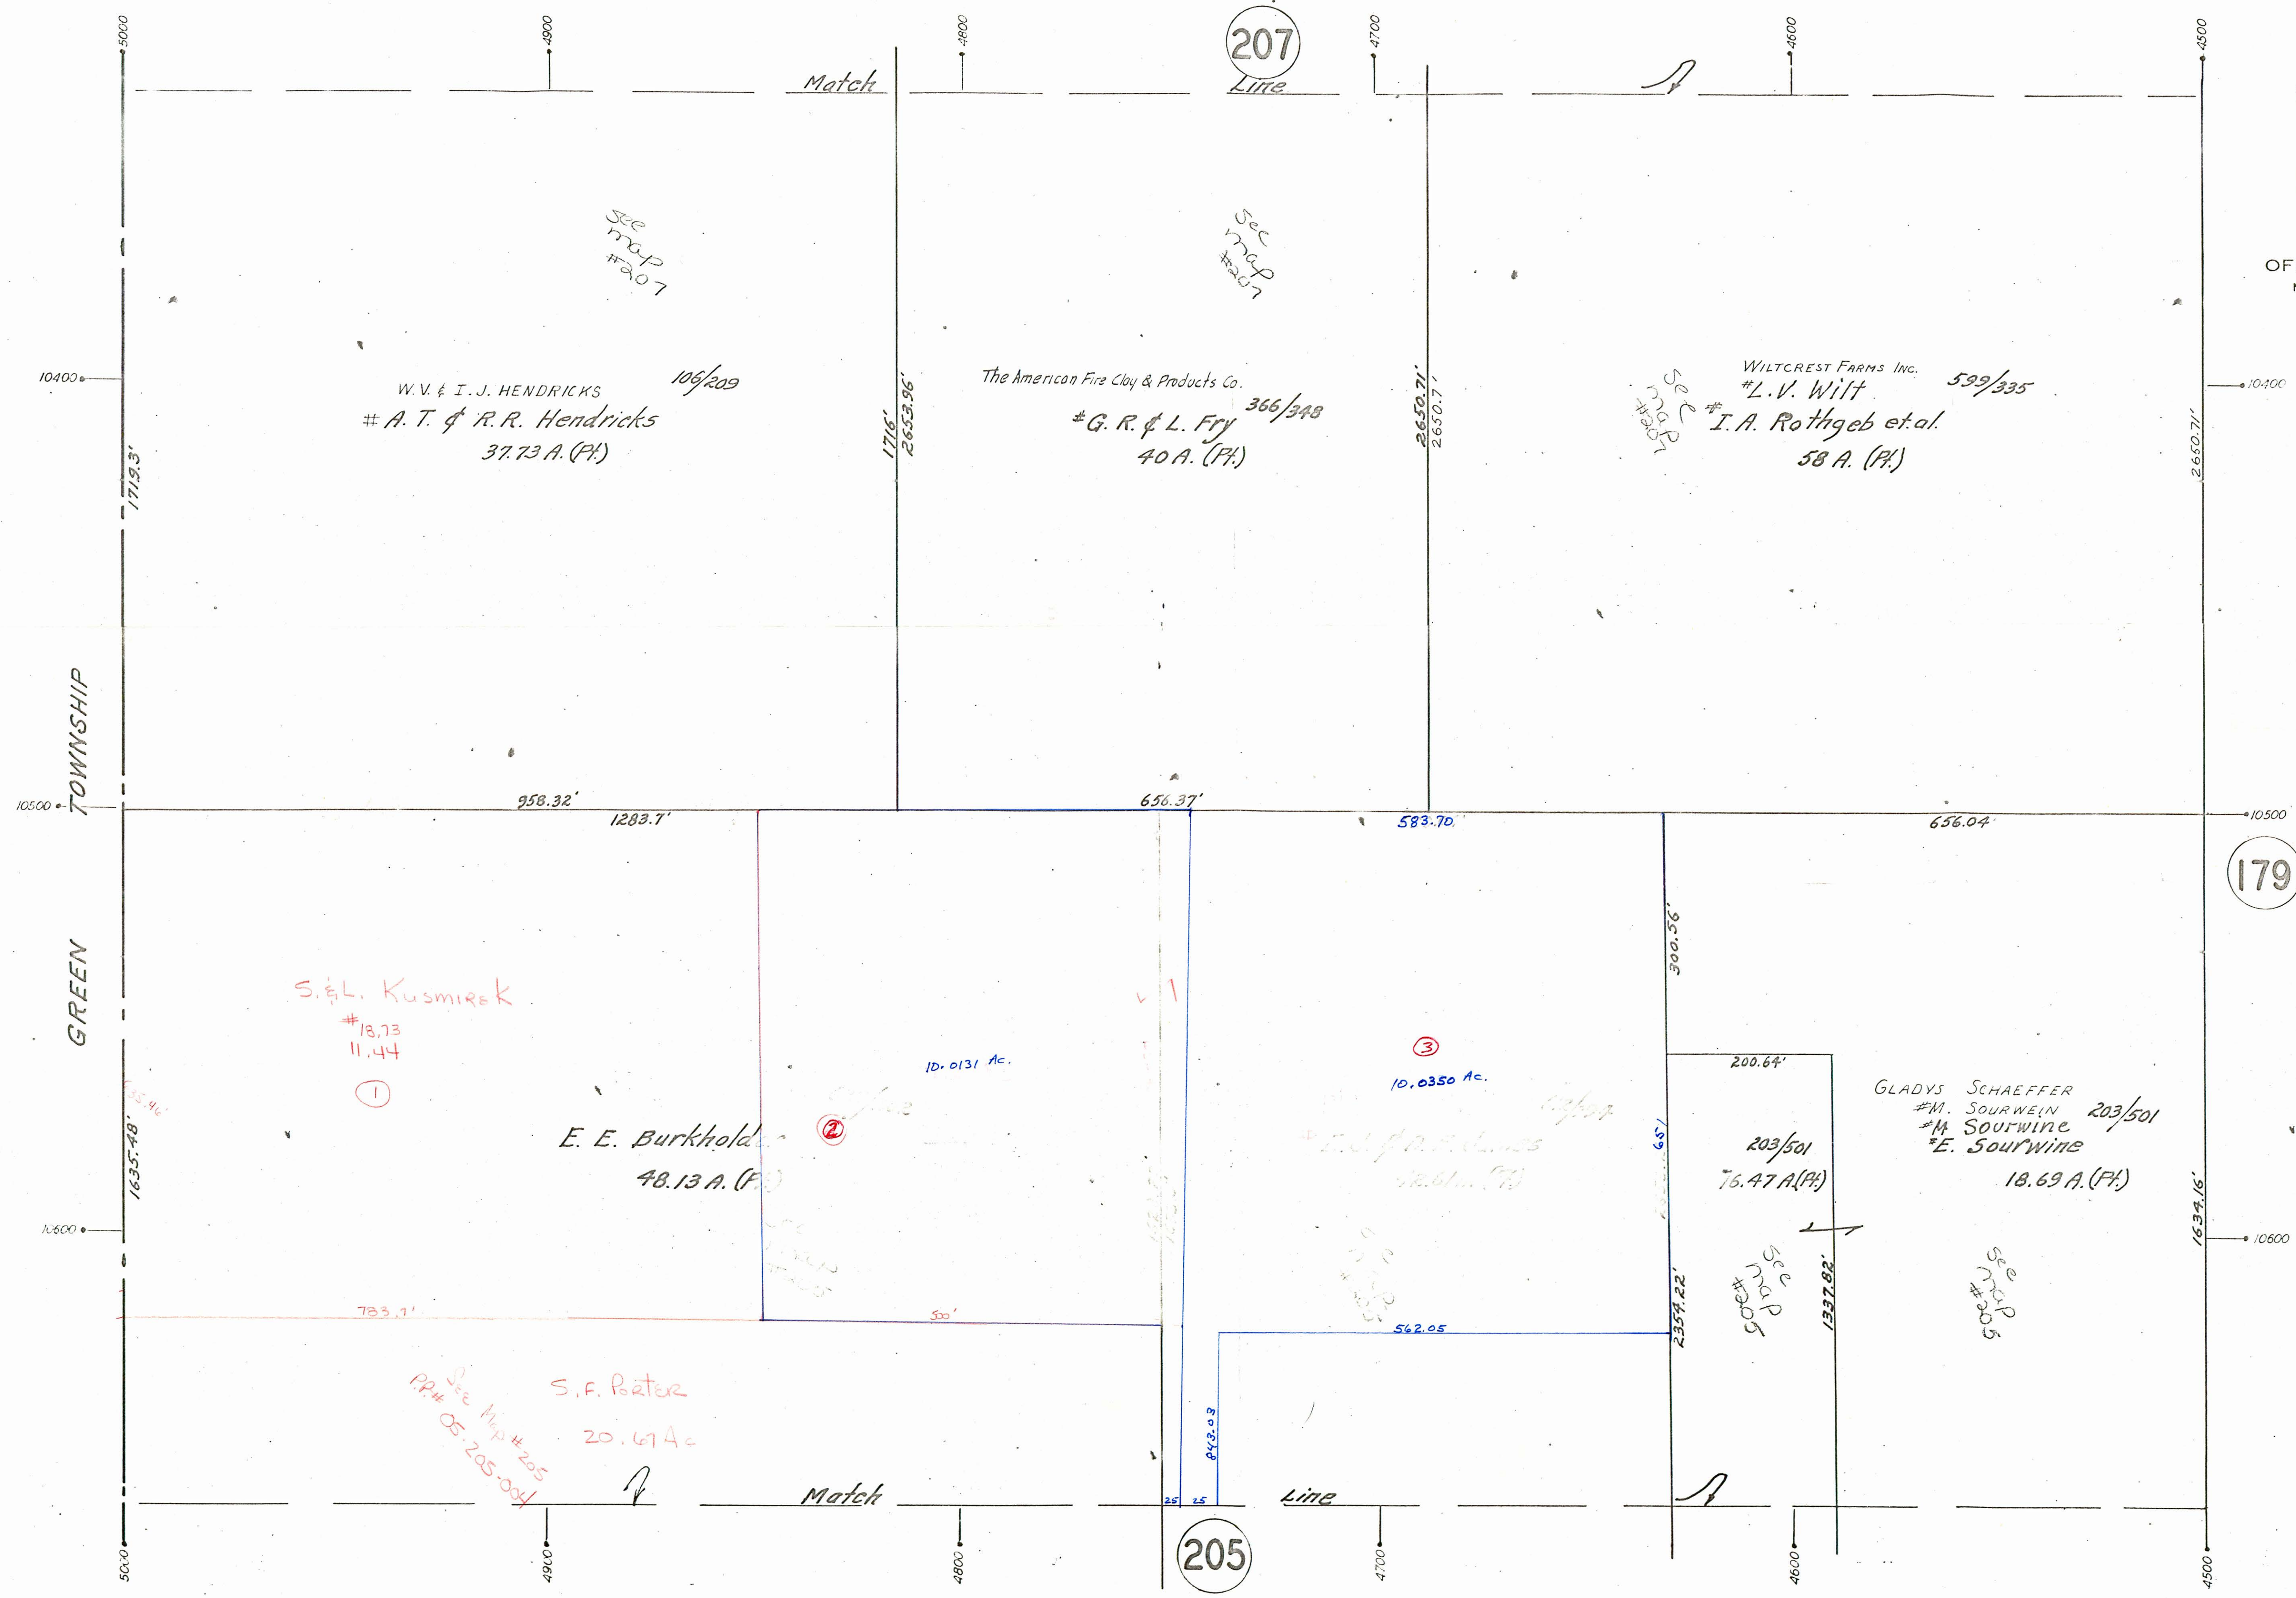 5000
4900
4800
207
4700
4600
4500
Match
Line
See
map
#207
See
map
#207
See
map
#207
OF
10400
W.V. & I.J. HENDRICKS
106/209
# A. T. & R. R. Hendricks
37.73 A. (Pt.)
1719.3'
1716'
2653.96'
The American Fire Clay & Products Co.
366/348
#G. R. & L. Fry
40 A. (Pt.)
2650.71'
2650.7'
WILTCREST FARMS INC.
#L.V. Wilt
599/335
#I.A. Rothgeb et.al.
58 A. (Pt.)
2650.71'
10400
GREEN TOWNSHIP
10500
958.32'
1283.7'
656.37'
583.70
656.04
10500
179
300.56'
S. & L. KUSMIREK
#18.73
11.44
1
1635.48'
E. E. Burkhold
48.13 A.
2
10.0131 Ac.
3
10.0350 Ac.
651
200.64'
203/501
76.47 A.(Pt.)
GLADYS SCHAEFFER
#M. SOURWEIN
203/501
#M Sourwine
#E. Sourwine
18.69 A. (Pt.)
1634.16'
10600
10600
783.7'
500'
562.05
843.03
2354.22'
1337.82'
See
map
#205
See
map
#205
S.F. PORTER
20.67 Ac
SEE MAP #205
P.P.# 05-205-004
Match
25
25
Line
5000
4900
4800
205
4700
4600
4500